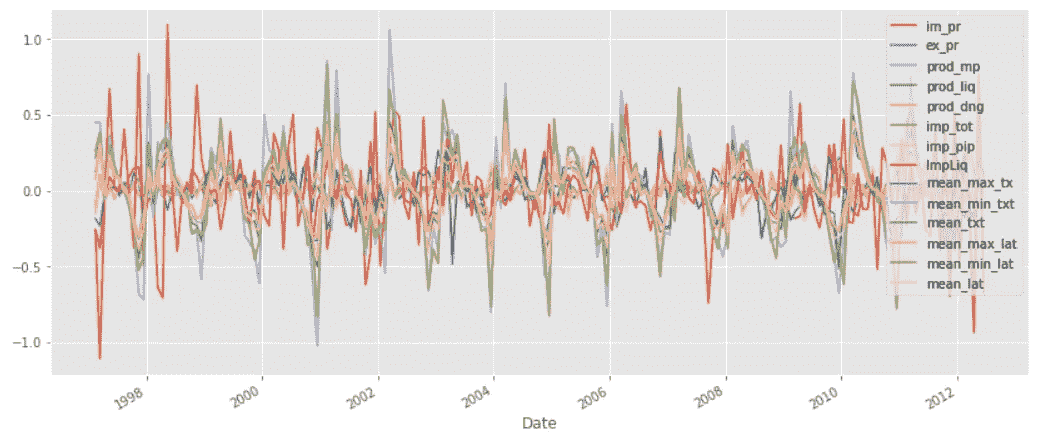 1.0
0.5
0.0
−0.5
−1.0
1998
2000
2002
2004
2006
2008
2010
2012
Date
im_pr
ex_pr
prod_mp
prod_liq
prod_dng
imp_tot
imp_pip
ImpLiq
mean_max_tx
mean_min_txt
mean_txt
mean_max_lat
mean_min_lat
mean_lat